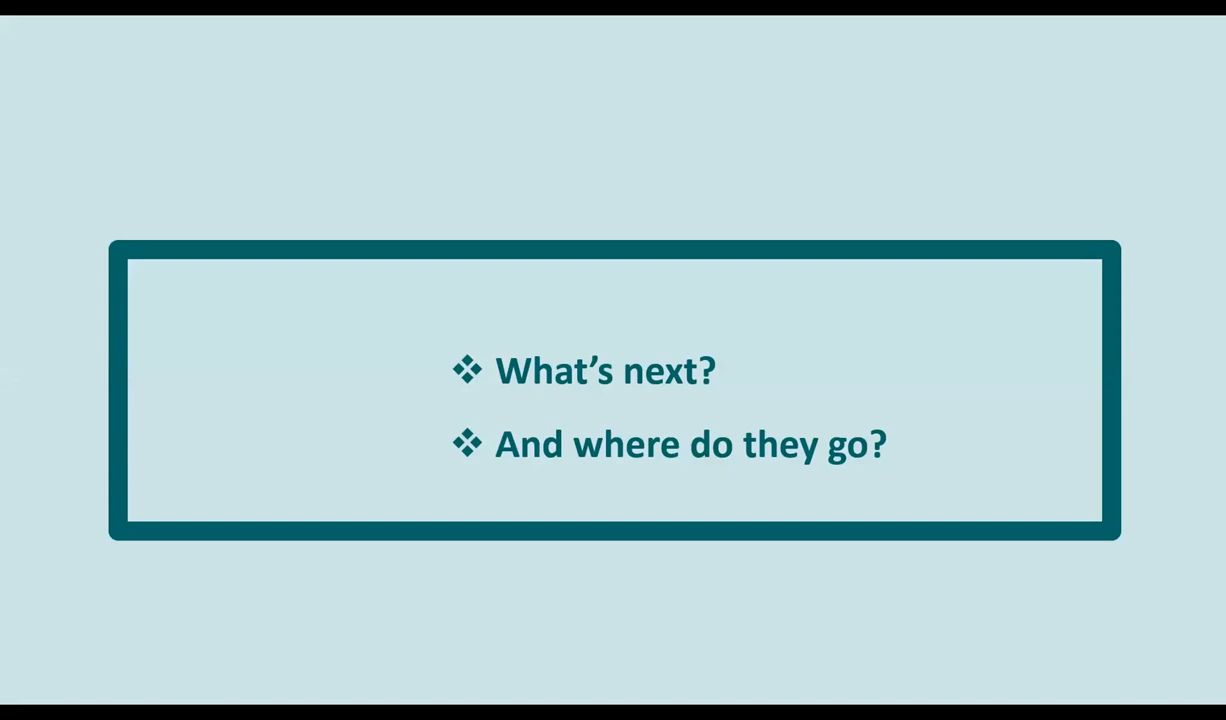 ❖ What’s next?
❖ And where do they go?